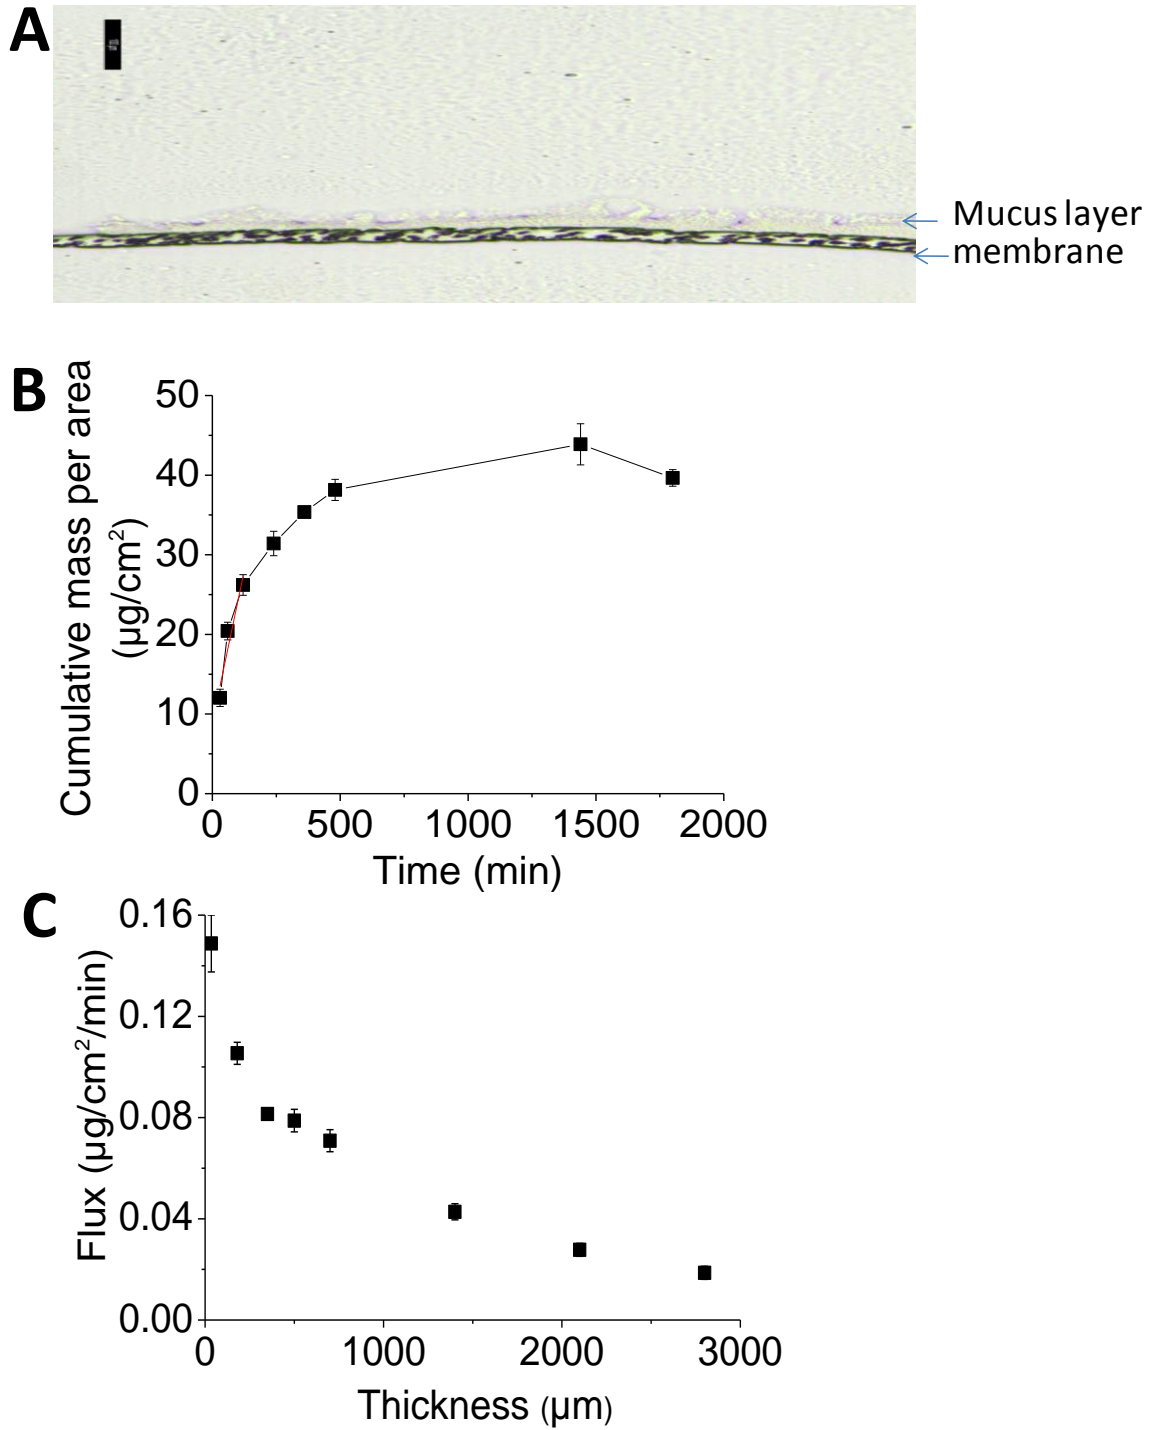 A
Mucus layer
membrane
B
Cumulative mass per area
(µg/cm²)
50
40
30
20
10
0
0 500 1000 1500 2000
Time (min)
C
Flux (µg/cm²/min)
0.16
0.12
0.08
0.04
0.00
0 1000 2000 3000
Thickness (µm)